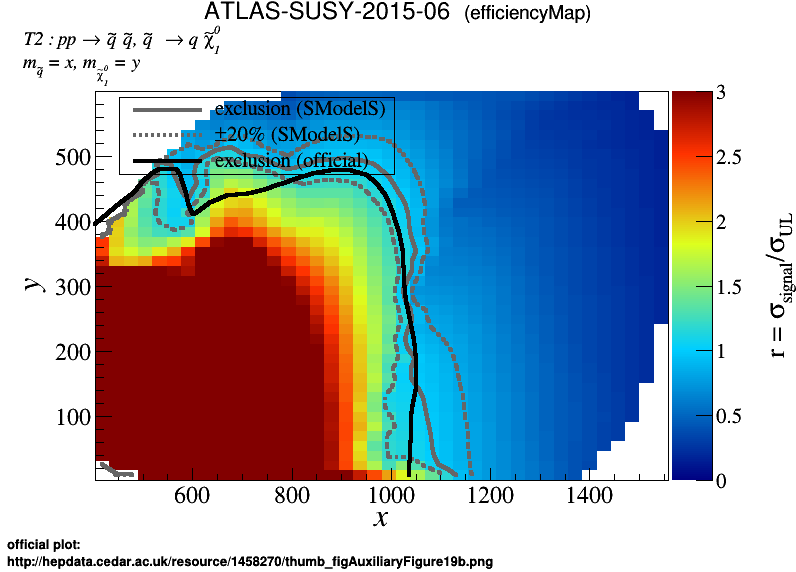 ATLAS-SUSY-2015-06 (efficiencyMap)
T2 : pp → q̃ q̃, q̃ → q χ̃₁⁰
m_q̃ = x, m_χ̃₁⁰ = y
exclusion (SModelS)
±20% (SModelS)
exclusion (official)
500
400
300
200
100
y
600 800 1000 1200 1400
x
3
2.5
2
1.5
1
0.5
0
r = σ_signal/σ_UL
official plot:
http://hepdata.cedar.ac.uk/resource/1458270/thumb_figAuxiliaryFigure19b.png